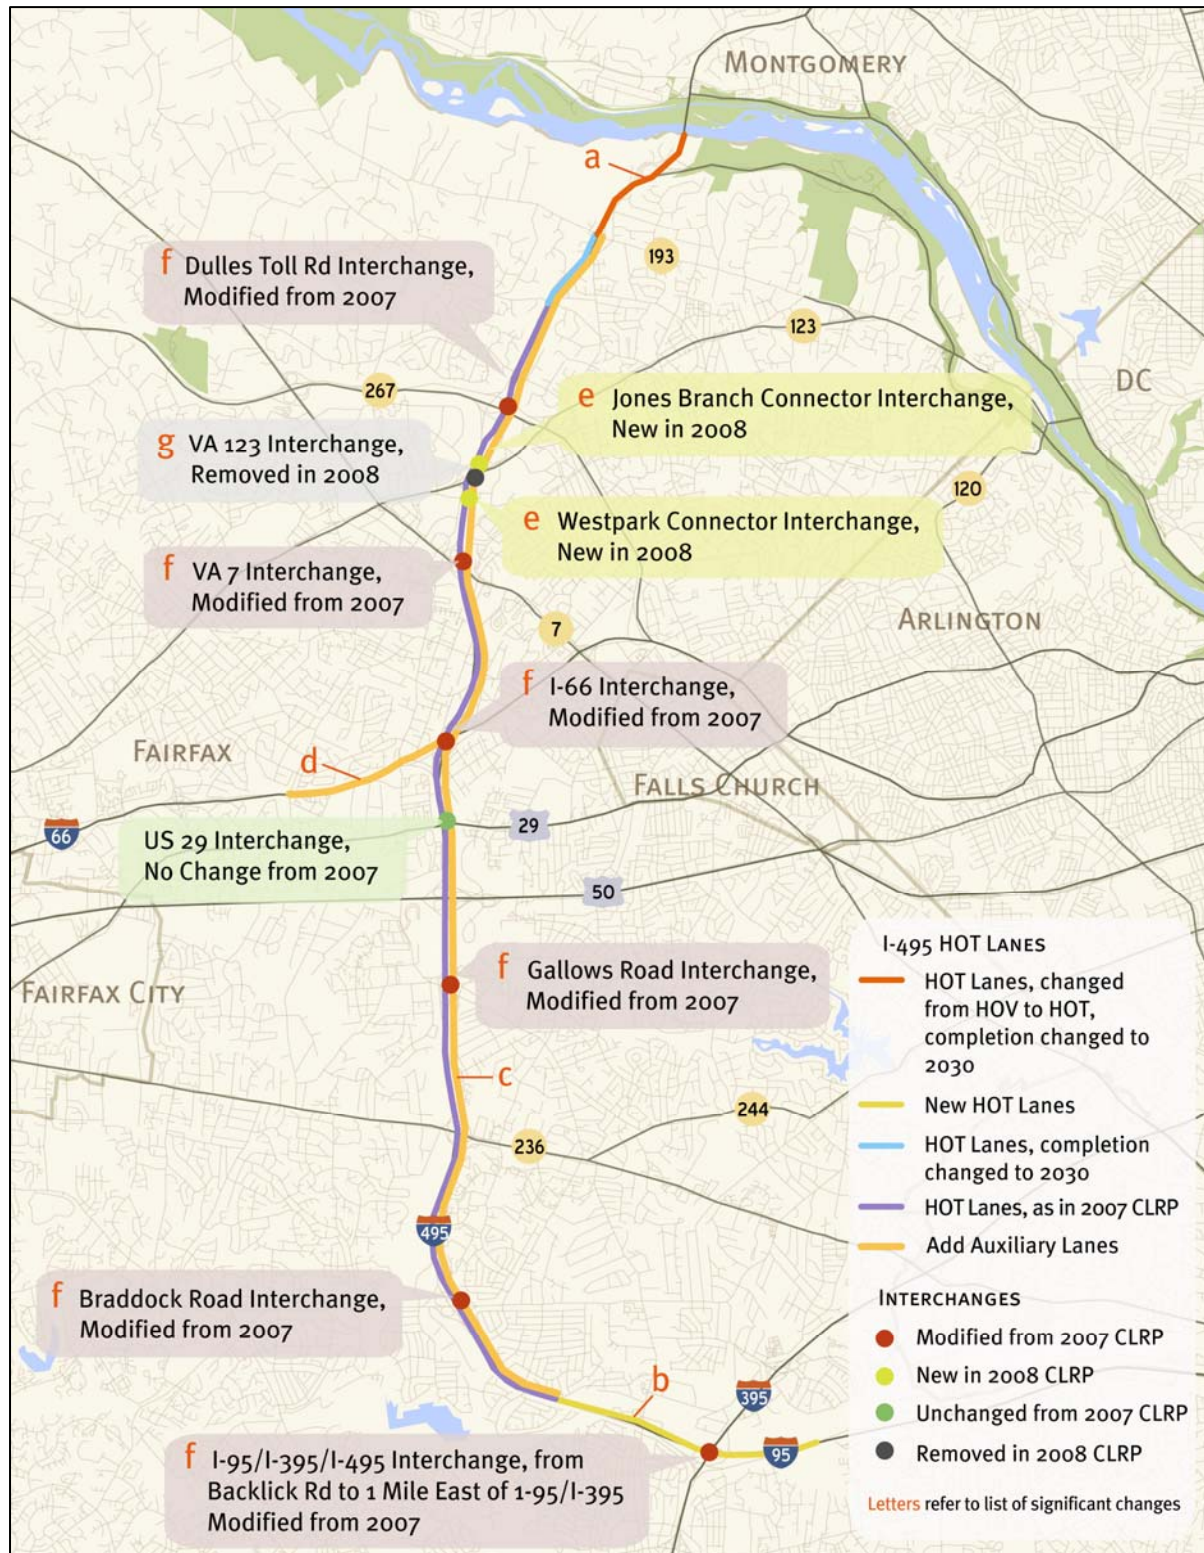 MONTGOMERY
a
193
f Dulles Toll Rd Interchange,
Modified from 2007
123
DC
267
e Jones Branch Connector Interchange,
New in 2008
g VA 123 Interchange,
Removed in 2008
120
e Westpark Connector Interchange,
New in 2008
f VA 7 Interchange,
Modified from 2007
7
ARLINGTON
f I-66 Interchange,
Modified from 2007
FAIRFAX
d
FALLS CHURCH
66
29
US 29 Interchange,
No Change from 2007
50
FAIRFAX CITY
f Gallows Road Interchange,
Modified from 2007
c
244
236
495
f Braddock Road Interchange,
Modified from 2007
b
395
95
f I-95/I-395/I-495 Interchange, from
Backlick Rd to 1 Mile East of 1-95/I-395
Modified from 2007
I-495 HOT LANES
HOT Lanes, changed
from HOV to HOT,
completion changed to
2030
New HOT Lanes
HOT Lanes, completion
changed to 2030
HOT Lanes, as in 2007 CLRP
Add Auxiliary Lanes
INTERCHANGES
Modified from 2007 CLRP
New in 2008 CLRP
Unchanged from 2007 CLRP
Removed in 2008 CLRP
Letters refer to list of significant changes